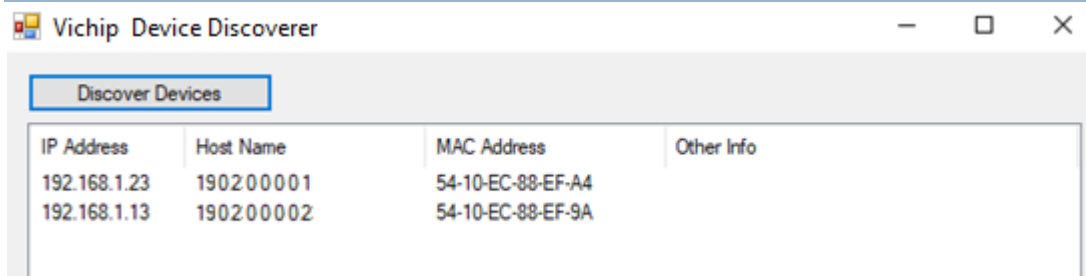 Vichip Device Discoverer
Discover Devices
IP Address Host Name MAC Address Other Info
192.168.1.23 190200001 54-10-EC-88-EF-A4
192.168.1.13 190200002 54-10-EC-88-EF-9A